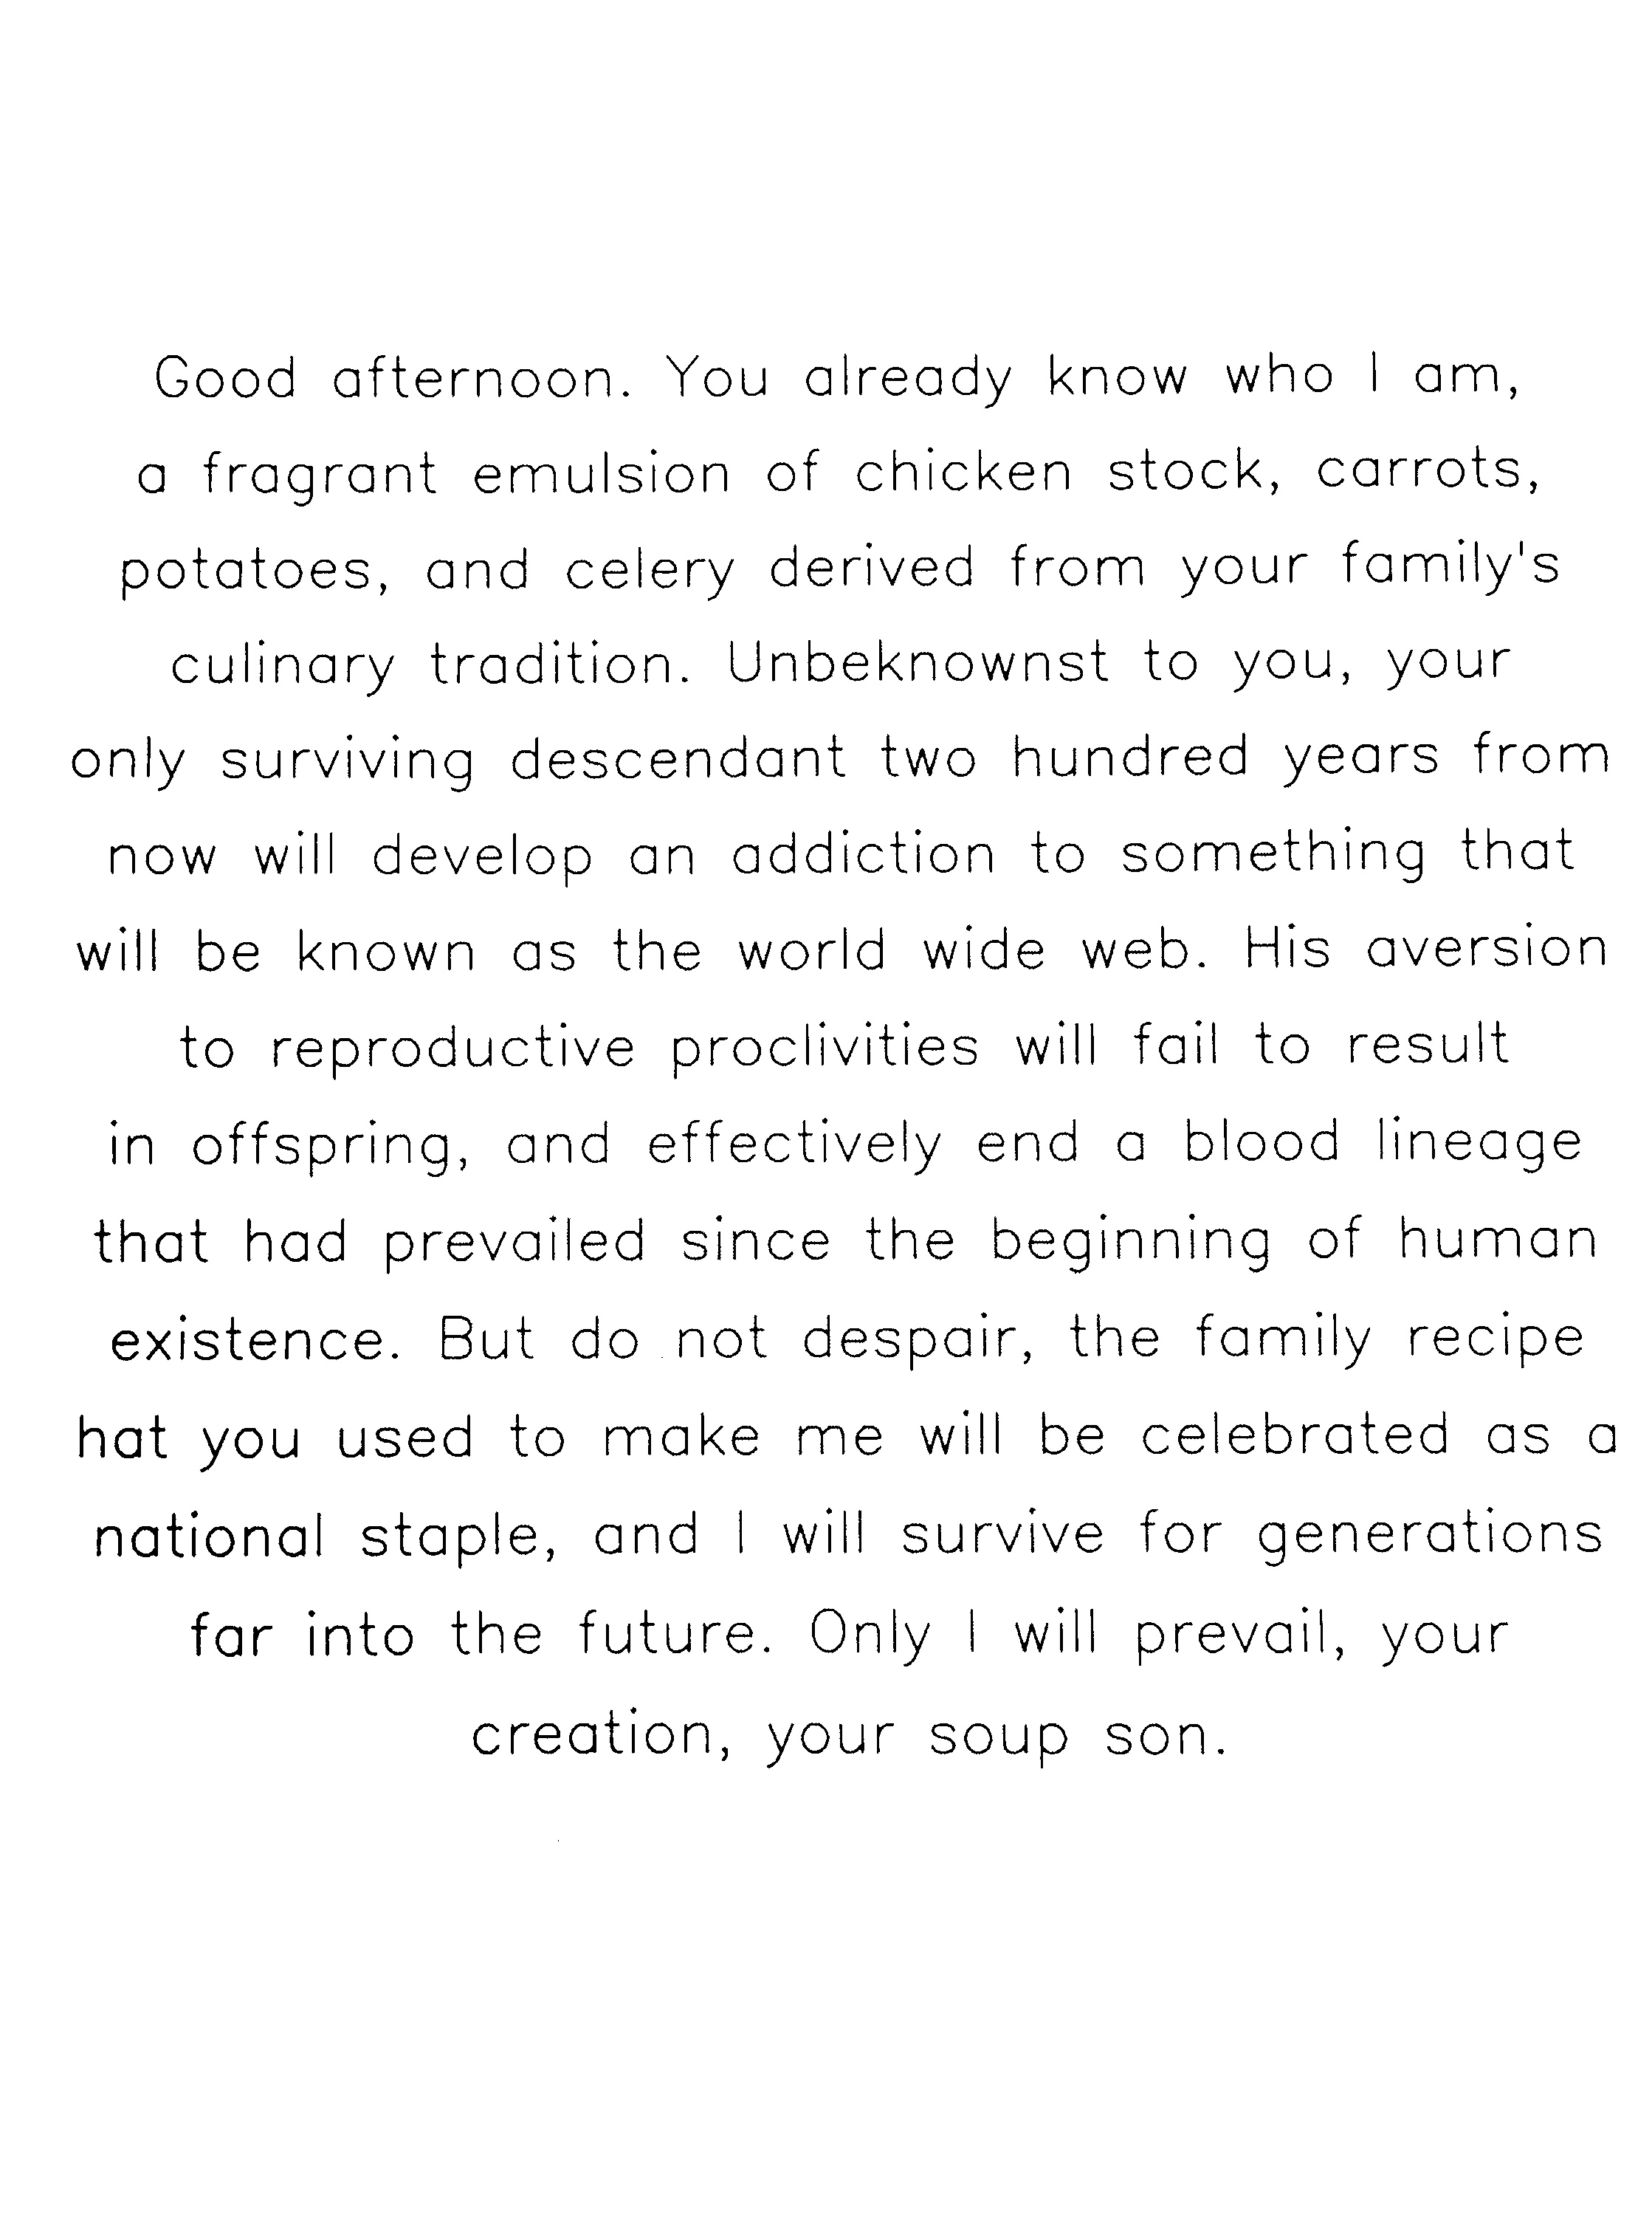 Good afternoon. You already know who I am,
a fragrant emulsion of chicken stock, carrots,
potatoes, and celery derived from your family's
culinary tradition. Unbeknownst to you, your
only surviving descendant two hundred years from
now will develop an addiction to something that
will be known as the world wide web. His aversion
to reproductive proclivities will fail to result
in offspring, and effectively end a blood lineage
that had prevailed since the beginning of human
existence. But do not despair, the family recipe
hat you used to make me will be celebrated as a
national staple, and I will survive for generations
far into the future. Only I will prevail, your
creation, your soup son.